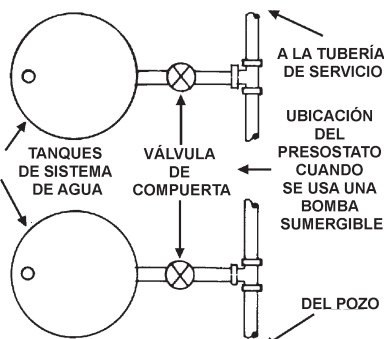 A LA TUBERÍA
DE SERVICIO
UBICACIÓN
DEL
PRESOSTATO
CUANDO
SE USA UNA
BOMBA
SUMERGIBLE
TANQUES
DE SISTEMA
DE AGUA
VÁLVULA
DE
COMPUERTA
DEL POZO